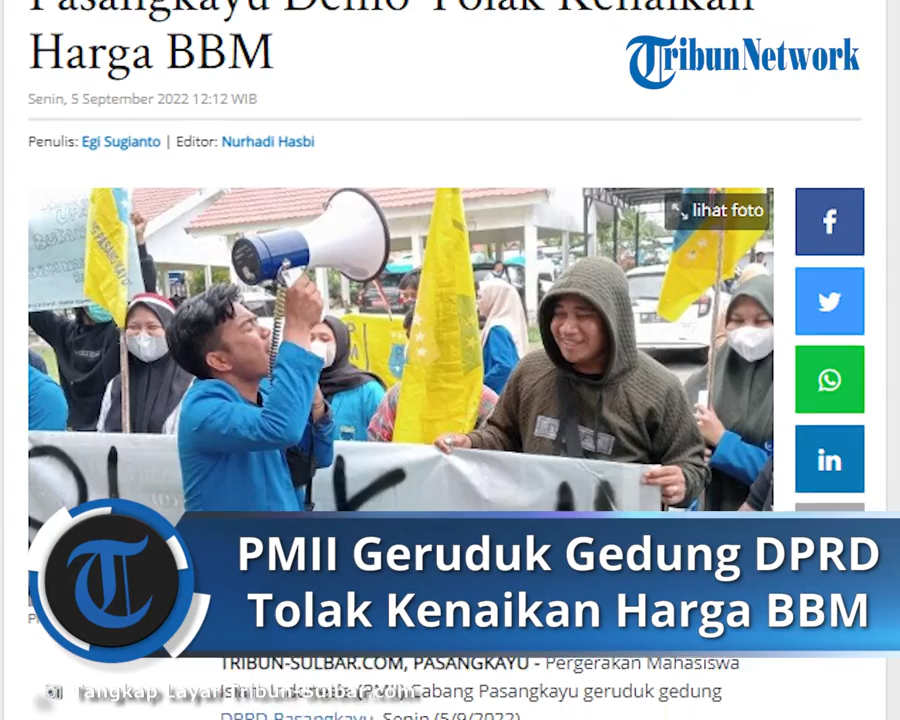 Pasangkayu Demo Tolak Kenaikan
Harga BBM
TribunNetwork
Senin, 5 September 2022 12:12 WIB
Penulis: Egi Sugianto | Editor: Nurhadi Hasbi
lihat foto
PMII Geruduk Gedung DPRD
Tolak Kenaikan Harga BBM
TRIBUN-SULBAR.COM, PASANGKAYU - Pergerakan Mahasiswa
Tangkap Layar Tribun-Sulbar.com
Cabang Pasangkayu geruduk gedung
DPRD Pasangkayu, Senin (5/9/2022)